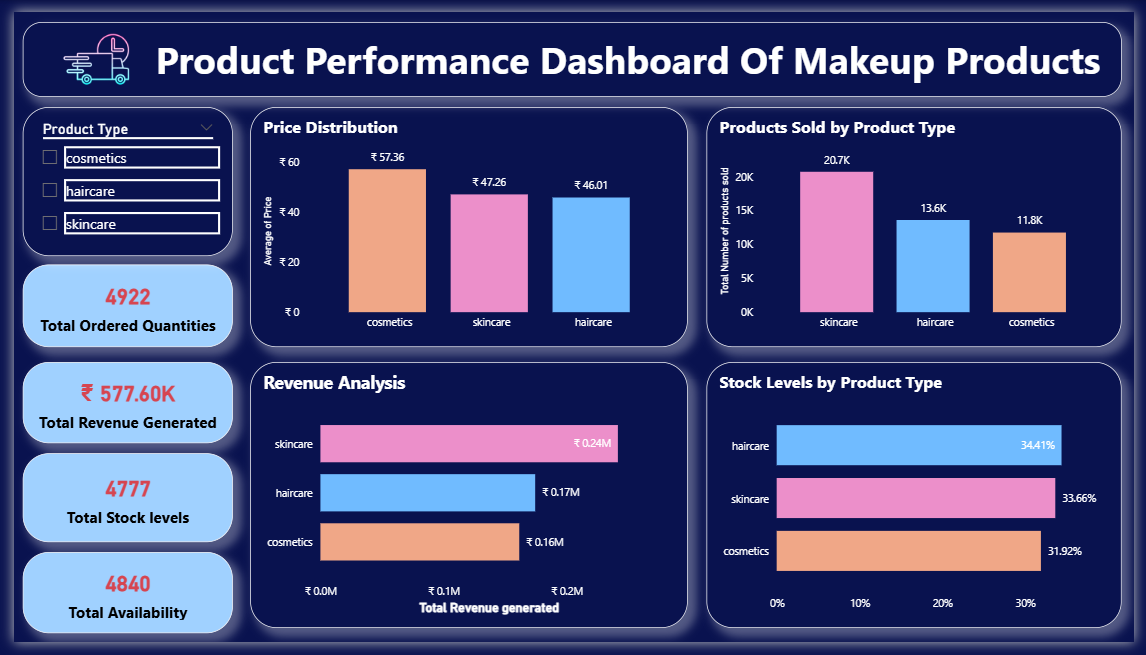 Product Performance Dashboard Of Makeup Products
Product Type
cosmetics
haircare
skincare
4922
Total Ordered Quantities
₹ 577.60K
Total Revenue Generated
4777
Total Stock levels
4840
Total Availability
Price Distribution
Average of Price
₹ 60
₹ 40
₹ 20
₹ 0
₹ 57.36
₹ 47.26
₹ 46.01
cosmetics
skincare
haircare
Products Sold by Product Type
Total Number of products sold
20K
15K
10K
5K
0K
20.7K
13.6K
11.8K
skincare
haircare
cosmetics
Revenue Analysis
skincare
₹ 0.24M
haircare
₹ 0.17M
cosmetics
₹ 0.16M
₹ 0.0M
₹ 0.1M
₹ 0.2M
Total Revenue generated
Stock Levels by Product Type
haircare
34.41%
skincare
33.66%
cosmetics
31.92%
0%
10%
20%
30%